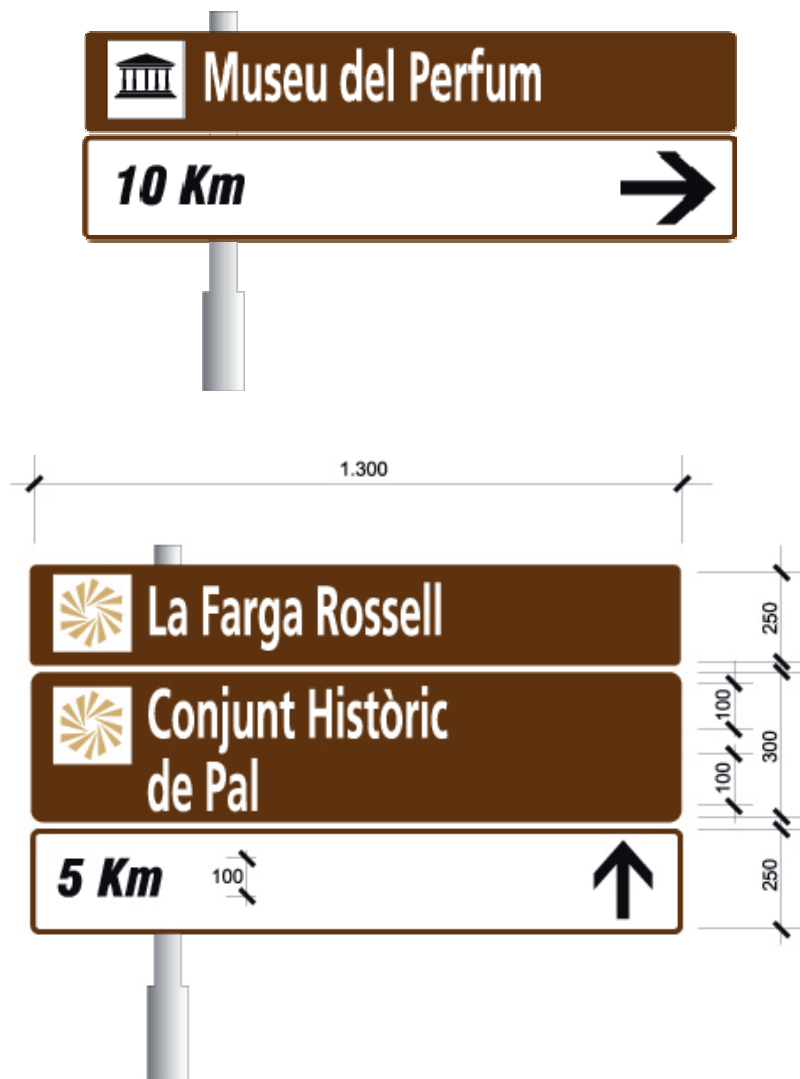 Museu del Perfum
10 Km
1.300
La Farga Rossell
250
Conjunt Històric
de Pal
100
100
300
5 Km
100
250